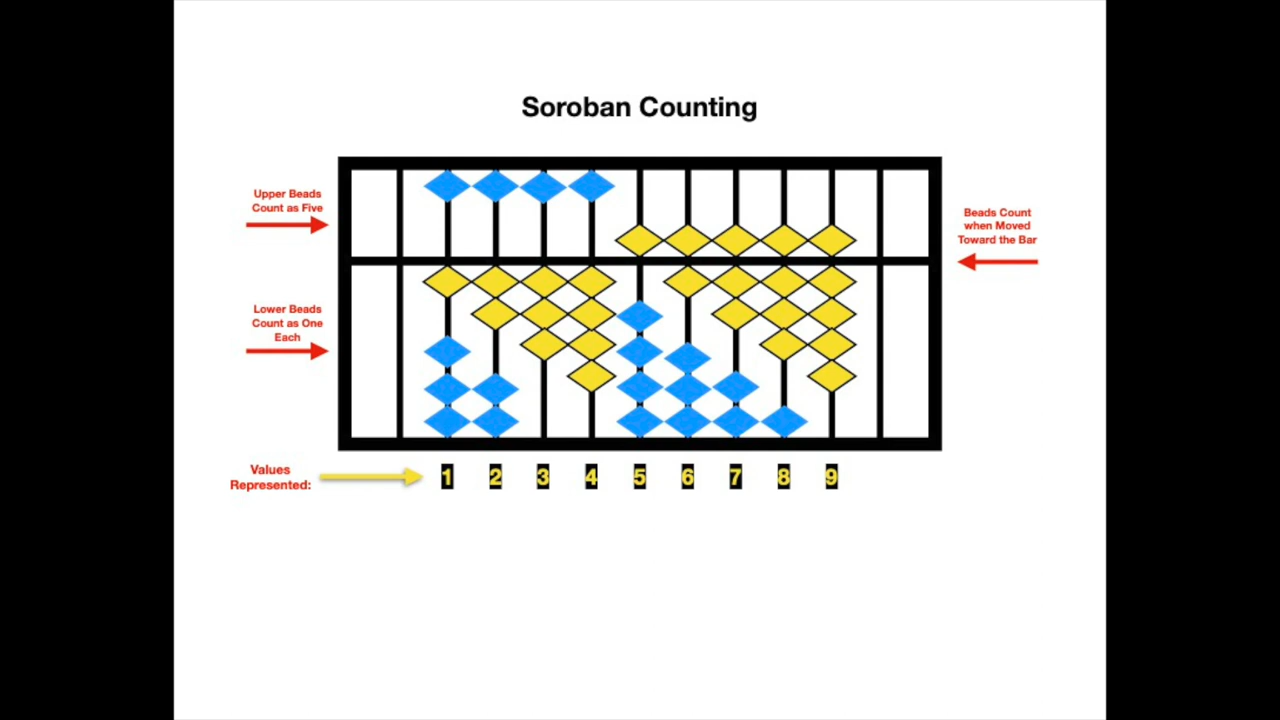 Soroban Counting
Upper Beads
Count as Five
Beads Count
when Moved
Toward the Bar
Lower Beads
Count as One
Each
Values
Represented:
1 2 3 4 5 6 7 8 9